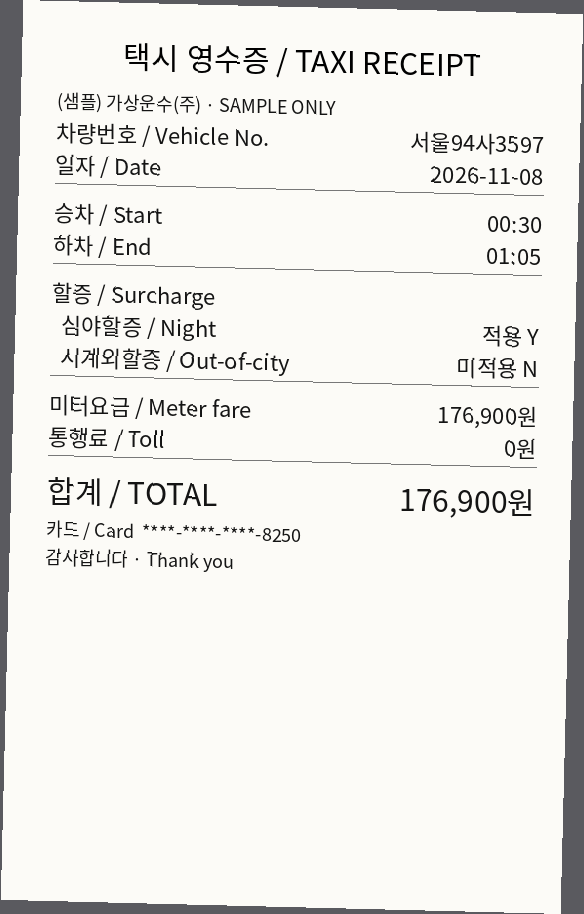 택시 영수증 / TAXI RECEIPT
(샘플) 가상운수(주) · SAMPLE ONLY
차량번호 / Vehicle No. 서울94사3597
일자 / Date 2026-11-08
승차 / Start 00:30
하차 / End 01:05
할증 / Surcharge
심야할증 / Night 적용 Y
시계외할증 / Out-of-city 미적용 N
미터요금 / Meter fare 176,900원
통행료 / Toll 0원
합계 / TOTAL 176,900원
카드 / Card ****-****-****-8250
감사합니다 · Thank you